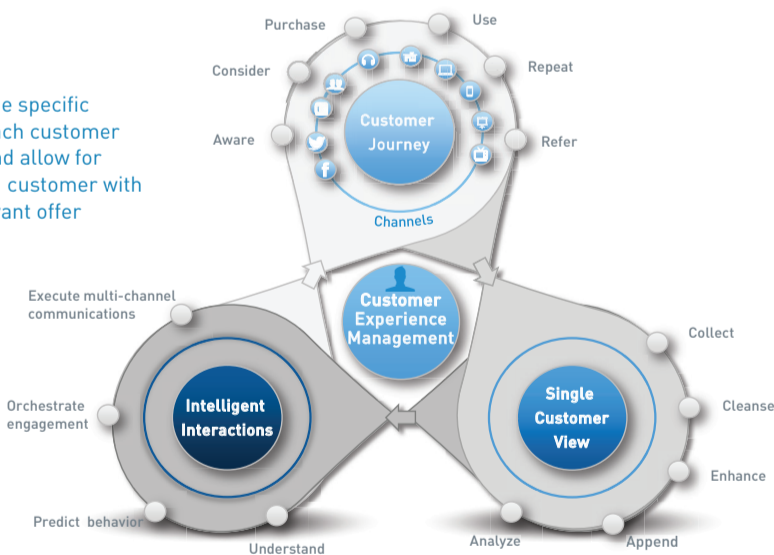 Purchase
Use
Consider
Repeat
Aware
Refer
Customer
Journey
Channels
e specific
ch customer
d allow for
customer with
ant offer
Customer
Experience
Management
Execute multi-channel
communications
Orchestrate
engagement
Predict behavior
Understand
Intelligent
Interactions
Single
Customer
View
Collect
Cleanse
Enhance
Append
Analyze